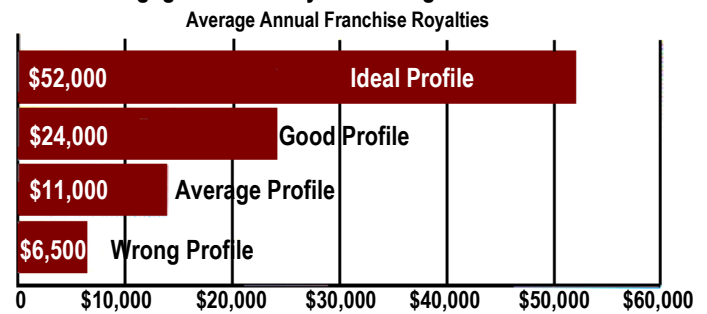 Average Annual Franchise Royalties
$52,000 Ideal Profile
$24,000 Good Profile
$11,000 Average Profile
$6,500 Wrong Profile
0 $10,000 $20,000 $30,000 $40,000 $50,000 $60,000